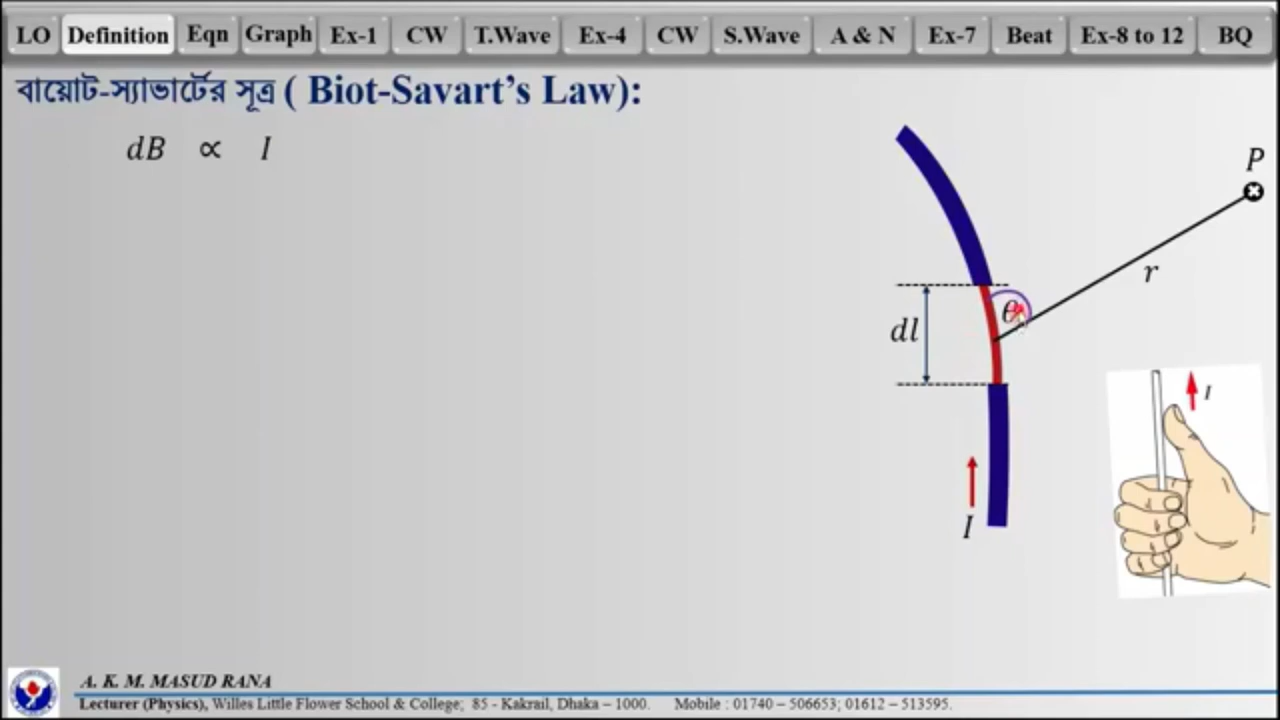 LO Definition Eqn Graph Ex-1 CW T.Wave Ex-4 CW S.Wave A & N Ex-7 Beat Ex-8 to 12 BQ
বায়োট-স্যাভার্টের সূত্র ( Biot-Savart’s Law):
dB ∝ I
P
r
θ
dl
I
I
A. K. M. MASUD RANA
Lecturer (Physics), Willes Little Flower School & College; 85 - Kakrail, Dhaka – 1000. Mobile : 01740 – 506653; 01612 – 513595.